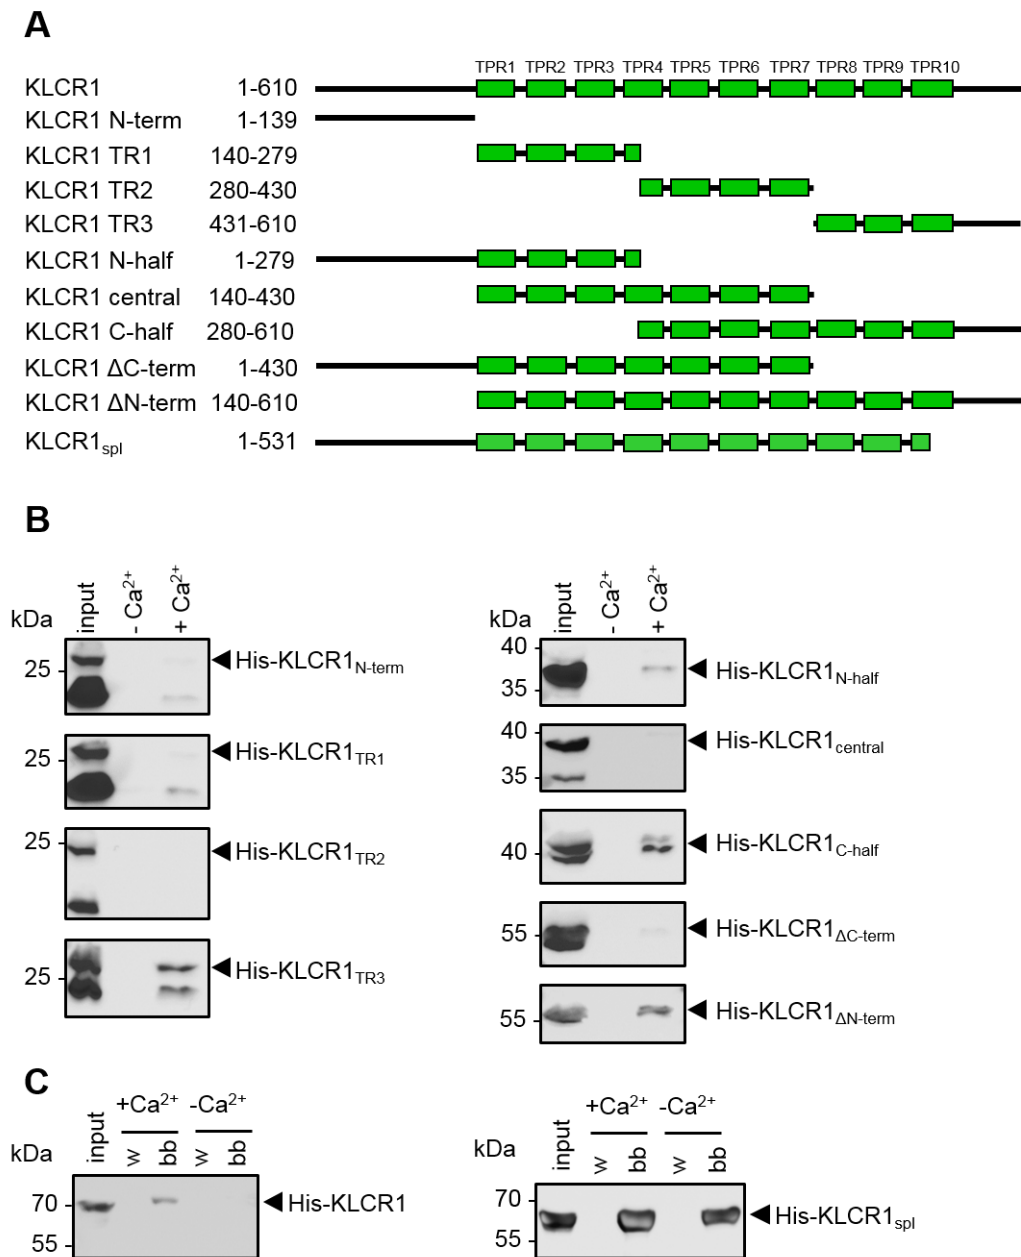 A
TPR1 TPR2 TPR3 TPR4 TPR5 TPR6 TPR7 TPR8 TPR9 TPR10
KLCR1 1-610
KLCR1 N-term 1-139
KLCR1 TR1 140-279
KLCR1 TR2 280-430
KLCR1 TR3 431-610
KLCR1 N-half 1-279
KLCR1 central 140-430
KLCR1 C-half 280-610
KLCR1 ΔC-term 1-430
KLCR1 ΔN-term 140-610
KLCR1spl 1-531
B
kDa input - Ca2+ + Ca2+
25 His-KLCR1N-term
25 His-KLCR1TR1
25 His-KLCR1TR2
25 His-KLCR1TR3
kDa input - Ca2+ + Ca2+
40 His-KLCR1N-half
35
40 His-KLCR1central
35
40 His-KLCR1C-half
55 His-KLCR1ΔC-term
55 His-KLCR1ΔN-term
C
+Ca2+ -Ca2+
kDa input w bb w bb
70 His-KLCR1
55
+Ca2+ -Ca2+
kDa input w bb w bb
70 His-KLCR1spl
55